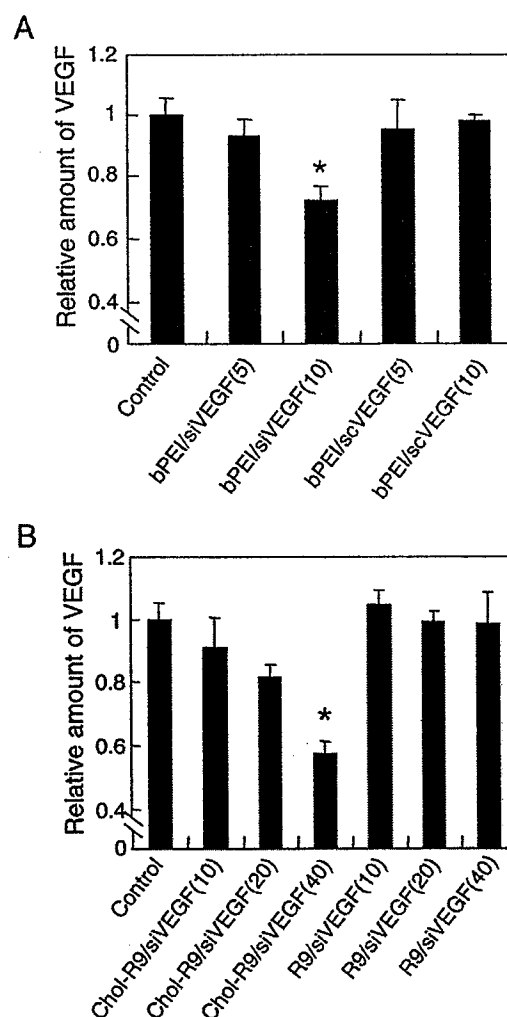 A
Relative amount of VEGF
1.2
1
0.8
0.6
0.4
0
*
Control
bPEI/siVEGF(5)
bPEI/siVEGF(10)
bPEI/scVEGF(5)
bPEI/scVEGF(10)
B
Relative amount of VEGF
1.2
1
0.8
0.6
0.4
0
*
Control
Chol-R9/siVEGF(10)
Chol-R9/siVEGF(20)
Chol-R9/siVEGF(40)
R9/siVEGF(10)
R9/siVEGF(20)
R9/siVEGF(40)